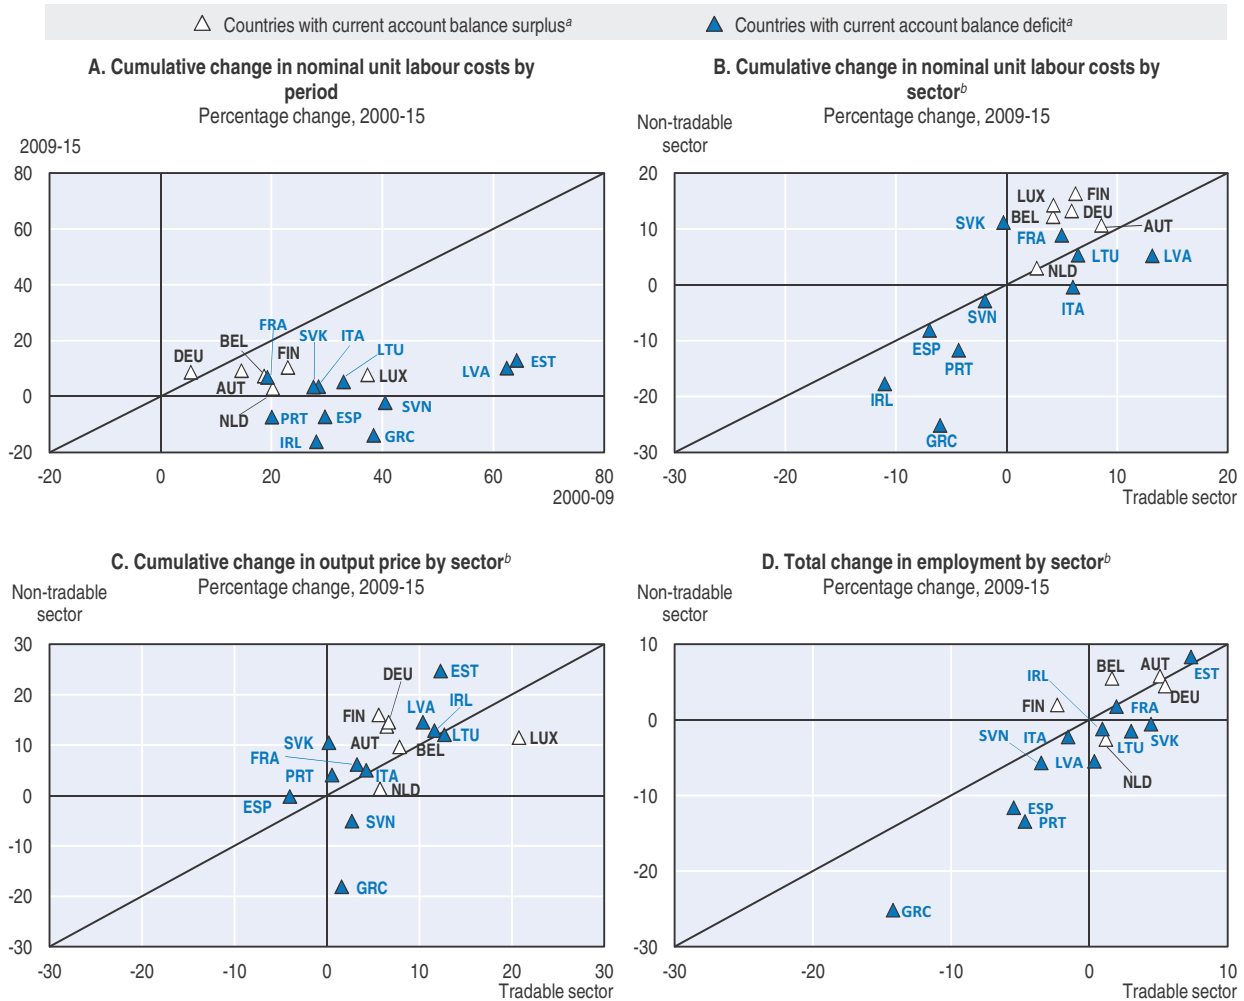 Countries with current account balance surplusᵃ
Countries with current account balance deficitᵃ
A. Cumulative change in nominal unit labour costs by
period
Percentage change, 2000-15
2009-15
80
60
40
20
0
-20
-20
0
20
40
60
80
2000-09
DEU
BEL
FRA
FIN
SVK
ITA
LTU
AUT
LUX
LVA
EST
NLD
PRT
IRL
ESP
SVN
GRC
B. Cumulative change in nominal unit labour costs by
sectorᵇ
Percentage change, 2009-15
Non-tradable
sector
20
10
0
-10
-20
-30
-30
-20
-10
0
10
20
Tradable sector
LUX
FIN
BEL
DEU
SVK
FRA
AUT
LTU
LVA
NLD
ITA
SVN
ESP
PRT
IRL
GRC
C. Cumulative change in output price by sectorᵇ
Percentage change, 2009-15
Non-tradable
sector
30
20
10
0
-10
-20
-30
-30
-20
-10
0
10
20
30
Tradable sector
DEU
EST
FIN
LVA
IRL
SVK
AUT
BEL
LTU
LUX
FRA
PRT
ITA
NLD
ESP
SVN
GRC
D. Total change in employment by sectorᵇ
Percentage change, 2009-15
Non-tradable
sector
10
0
-10
-20
-30
-30
-20
-10
0
10
Tradable sector
IRL
BEL
AUT
EST
DEU
FIN
FRA
SVN
ITA
LTU
SVK
LVA
NLD
ESP
PRT
GRC